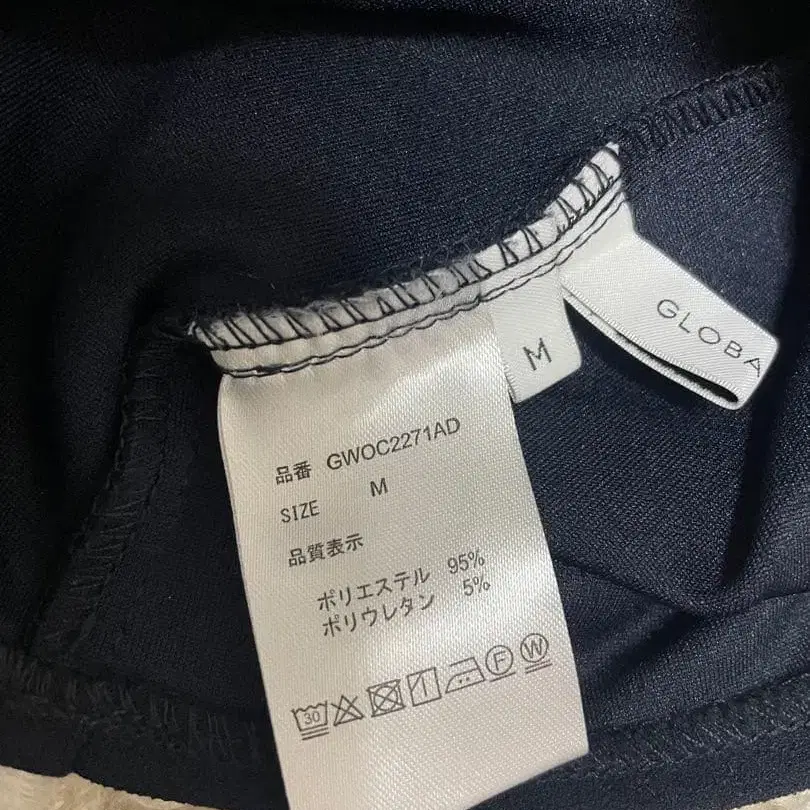 GLOBA
M
品番 GWOC2271AD
SIZE M
品質表示
ポリエステル 95%
ポリウレタン 5%
30 F W